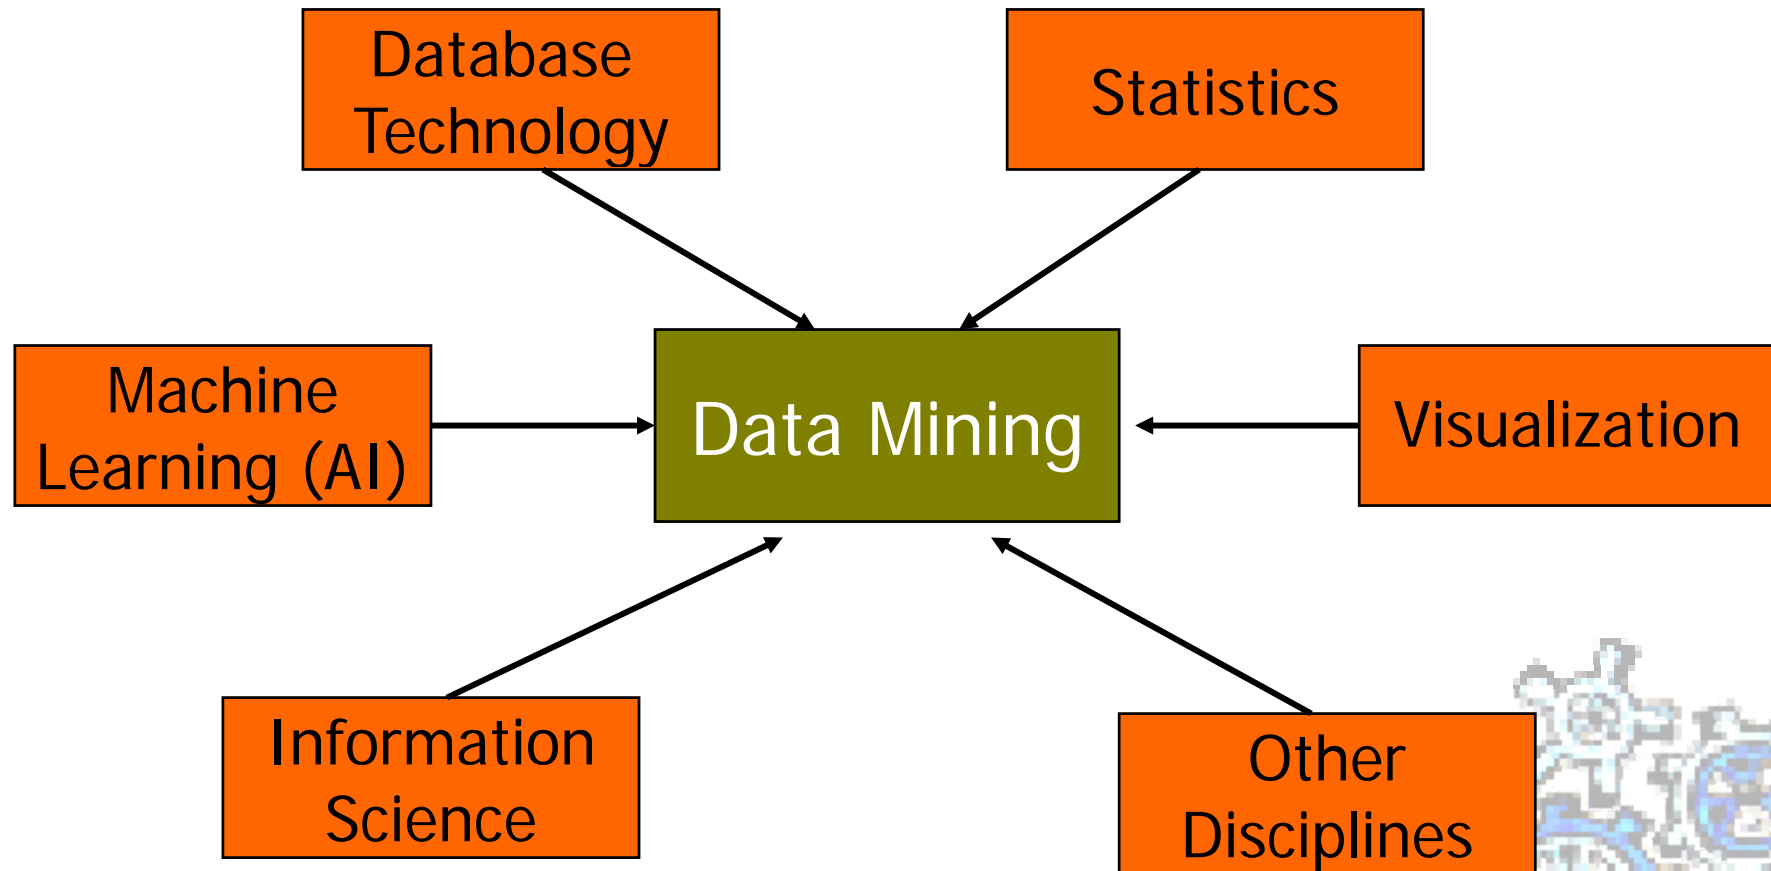 Database
Technology
Statistics
Machine
Learning (AI)
Data Mining
Visualization
Information
Science
Other
Disciplines